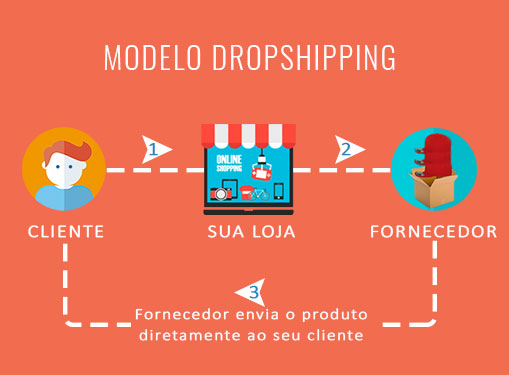 MODELO DROPSHIPPING
1
2
ONLINE
SHOPPING
CLIENTE
SUA LOJA
FORNECEDOR
3
Fornecedor envia o produto
diretamente ao seu cliente